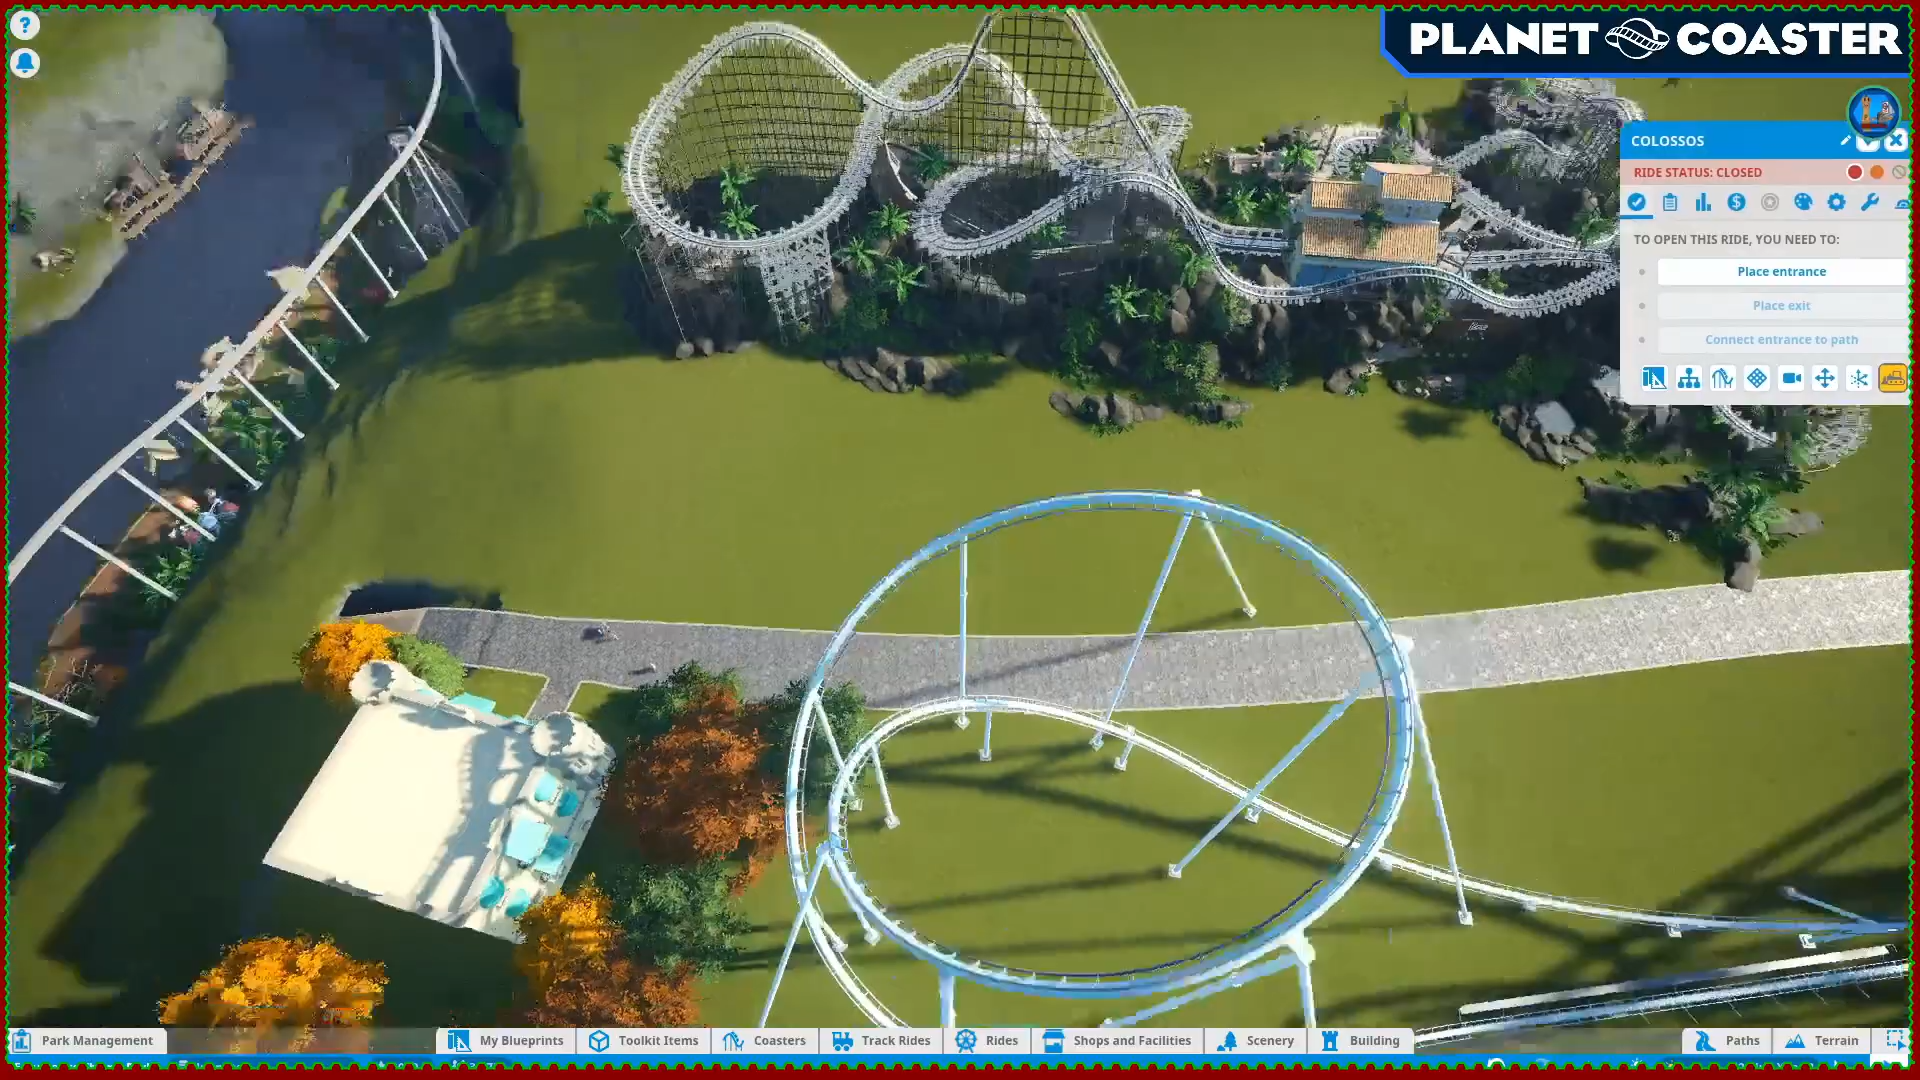 PLANET COASTER
COLOSSOS
RIDE STATUS: CLOSED
TO OPEN THIS RIDE, YOU NEED TO:
Place entrance
Place exit
Connect entrance to path
Park Management
My Blueprints
Toolkit Items
Coasters
Track Rides
Rides
Shops and Facilities
Scenery
Building
Paths
Terrain